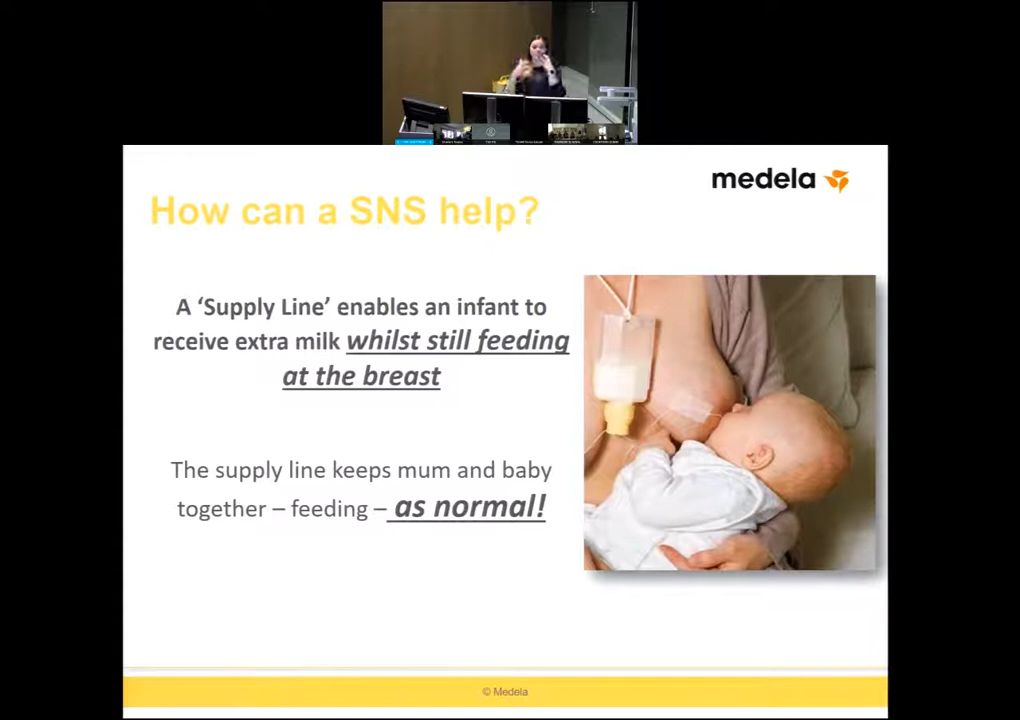 medela
How can a SNS help?
A ‘Supply Line’ enables an infant to
receive extra milk whilst still feeding
at the breast
The supply line keeps mum and baby
together – feeding – as normal!
© Medela